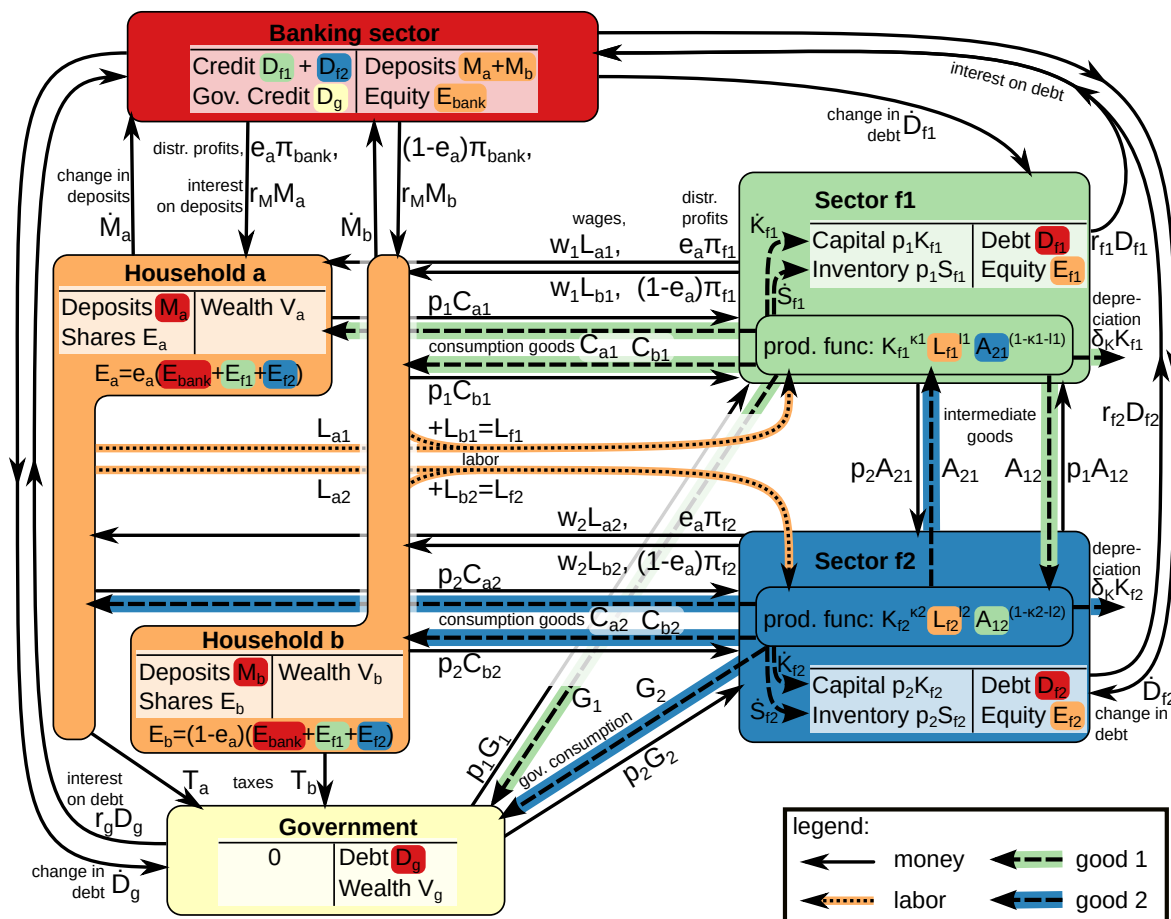 Banking sector
Credit D_f1 + D_f2 Deposits M_a+M_b
Gov. Credit D_g Equity E_bank
interest on debt
change in
debt Ḋ_f1
distr. profits, e_aπ_bank, (1-e_a)π_bank,
change in
deposits
Ṁ_a
interest
on deposits r_MM_a
Ṁ_b r_MM_b
Sector f1
K̇_f1
Capital p_1K_f1 Debt D_f1
Inventory p_1S_f1 Equity E_f1
Ṡ_f1
r_f1D_f1
wages, distr.
profits
w_1L_a1, e_aπ_f1
w_1L_b1, (1-e_a)π_f1
Household a
Deposits M_a Wealth V_a
Shares E_a
E_a=e_a(E_bank+E_f1+E_f2)
p_1C_a1
consumption goods C_a1 C_b1
p_1C_b1
prod. func: K_f1^κ1 L_f1^l1 A_21^(1-κ1-l1)
depre-
ciation
δ_KK_f1
L_a1 +L_b1=L_f1
labor
L_a2 +L_b2=L_f2
intermediate
goods
p_2A_21 A_21 A_12 p_1A_12
r_f2D_f2
w_2L_a2, e_aπ_f2
w_2L_b2, (1-e_a)π_f2
Sector f2
depre-
ciation
δ_KK_f2
p_2C_a2
consumption goods C_a2 C_b2
p_2C_b2
prod. func: K_f2^κ2 L_f2^l2 A_12^(1-κ2-l2)
K̇_f2
Capital p_2K_f2 Debt D_f2
Inventory p_2S_f2 Equity E_f2
Ṡ_f2
Ḋ_f2
change in
debt
Household b
Deposits M_b Wealth V_b
Shares E_b
E_b=(1-e_a)(E_bank+E_f1+E_f2)
G_1
G_2
gov. consumption
p_1G_1
p_2G_2
T_a taxes T_b
interest
on debt
r_gD_g
change in
debt Ḋ_g
Government
0 Debt D_g
Wealth V_g
legend:
money good 1
labor good 2